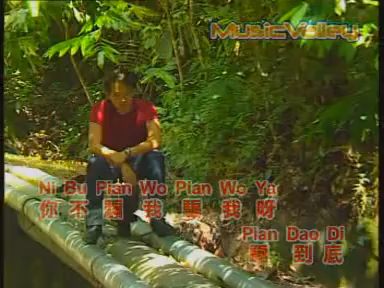 MusicValley
Ni Bu Pian Wo Pian Wo Ya
你 不 騙 我 騙 我 呀
Pian Dao Di
騙 到 底